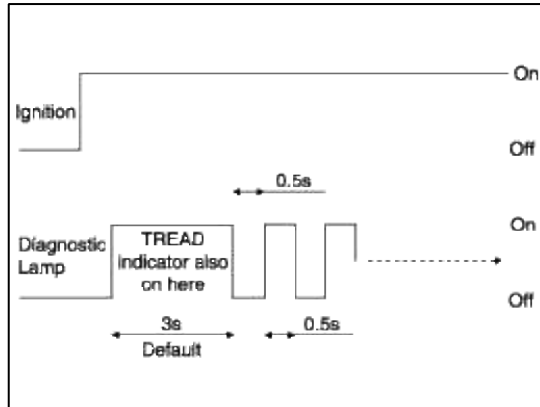 On
Ignition
Off
0.5s
On
Diagnostic
Lamp
TREAD
indicator also
on here
Off
3s
0.5s
Default